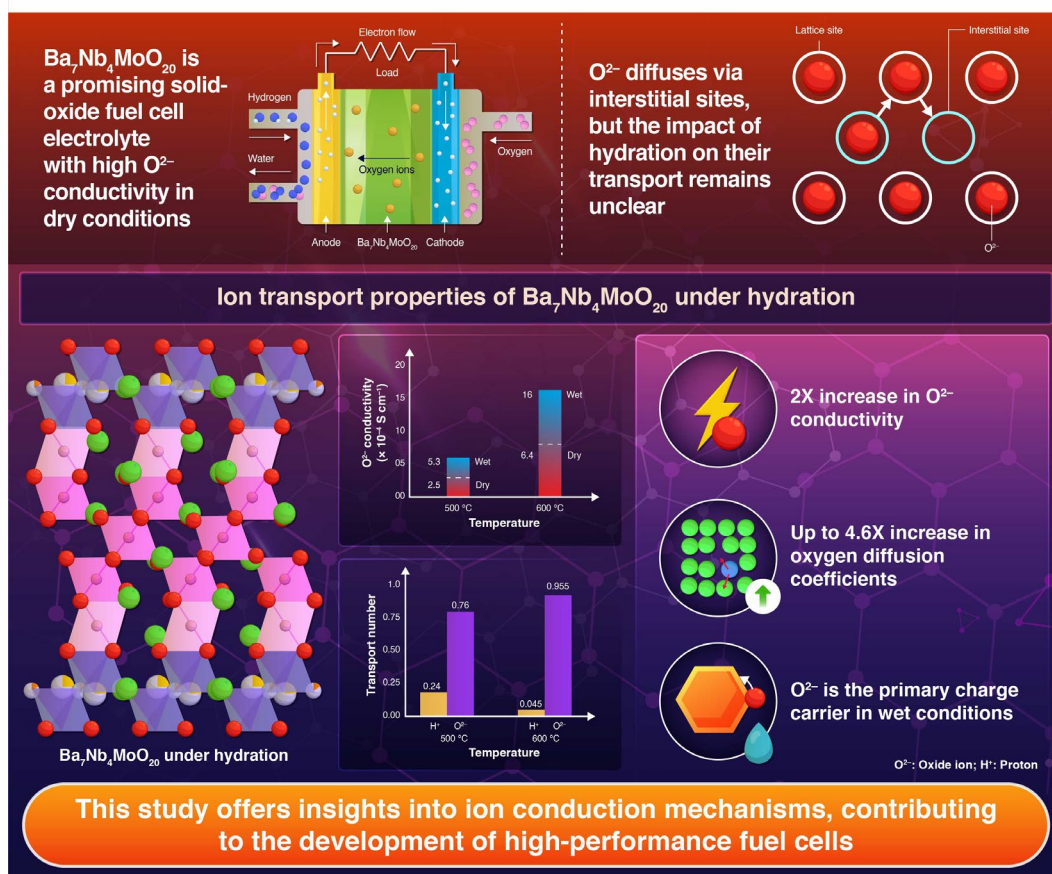 Ba₇Nb₄MoO₂₀ is
a promising solid-
oxide fuel cell
electrolyte
with high O²⁻
conductivity in
dry conditions
Electron flow
Load
Hydrogen
Water
Oxygen ions
Oxygen
Anode
Ba₇Nb₄MoO₂₀
Cathode
O²⁻ diffuses via
interstitial sites,
but the impact of
hydration on their
transport remains
unclear
Lattice site
Interstitial site
O²⁻
Ion transport properties of Ba₇Nb₄MoO₂₀ under hydration
Ba₇Nb₄MoO₂₀ under hydration
O²⁻ conductivity
(× 10⁻⁴ S cm⁻¹)
20
15
10
05
00
5.3
Wet
2.5
Dry
16
Wet
6.4
Dry
500 °C
600 °C
Temperature
Transport number
1.0
0.75
0.50
0.25
0.00
0.24
0.76
0.045
0.955
H⁺ O²⁻
500 °C
H⁺ O²⁻
600 °C
Temperature
2X increase in O²⁻
conductivity
Up to 4.6X increase in
oxygen diffusion
coefficients
O²⁻ is the primary charge
carrier in wet conditions
O²⁻: Oxide ion; H⁺: Proton
This study offers insights into ion conduction mechanisms, contributing
to the development of high-performance fuel cells